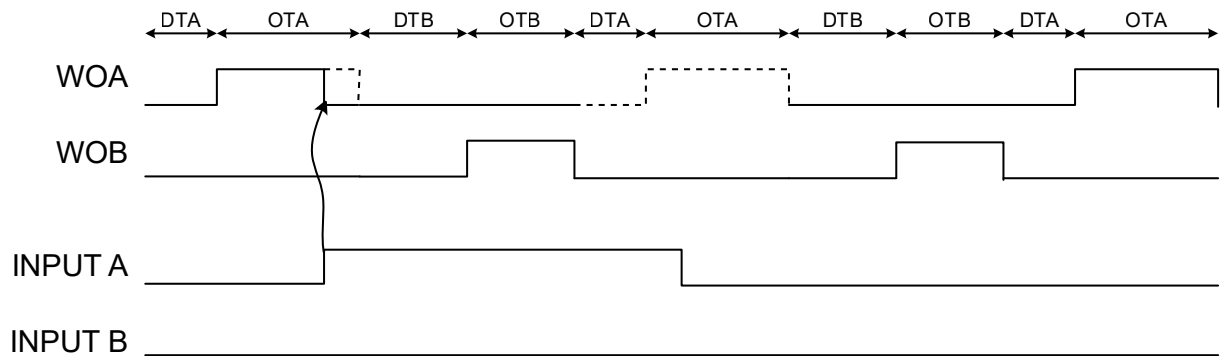 DTA OTA DTB OTB DTA OTA DTB OTB DTA OTA
WOA
WOB
INPUT A
INPUT B